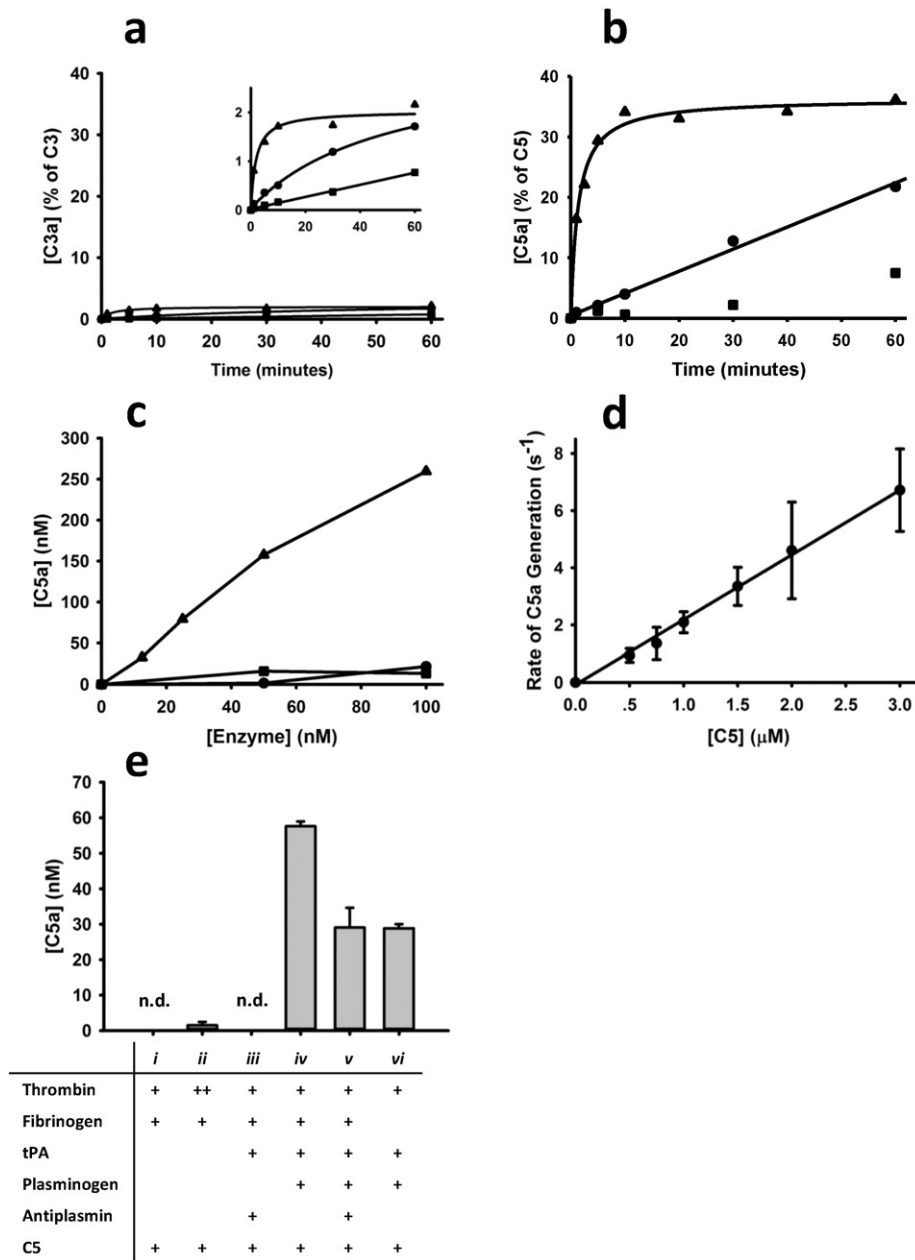 a
[C3a] (% of C3)
40
30
20
10
0
2
1
0
0 10 20 30 40 50 60
0 10 20 30 40 50 60
Time (minutes)
b
[C5a] (% of C5)
40
30
20
10
0
0 10 20 30 40 50 60
Time (minutes)
c
[C5a] (nM)
300
250
200
150
100
50
0
0 20 40 60 80 100
[Enzyme] (nM)
d
Rate of C5a Generation (s⁻¹)
8
6
4
2
0
0.0 .5 1.0 1.5 2.0 2.5 3.0
[C5] (μM)
e
[C5a] (nM)
70
60
50
40
30
20
10
0
n.d. n.d.
i ii iii iv v vi
Thrombin + ++ + + + +
Fibrinogen + + + + +
tPA + + + +
Plasminogen + + +
Antiplasmin + +
C5 + + + + + +